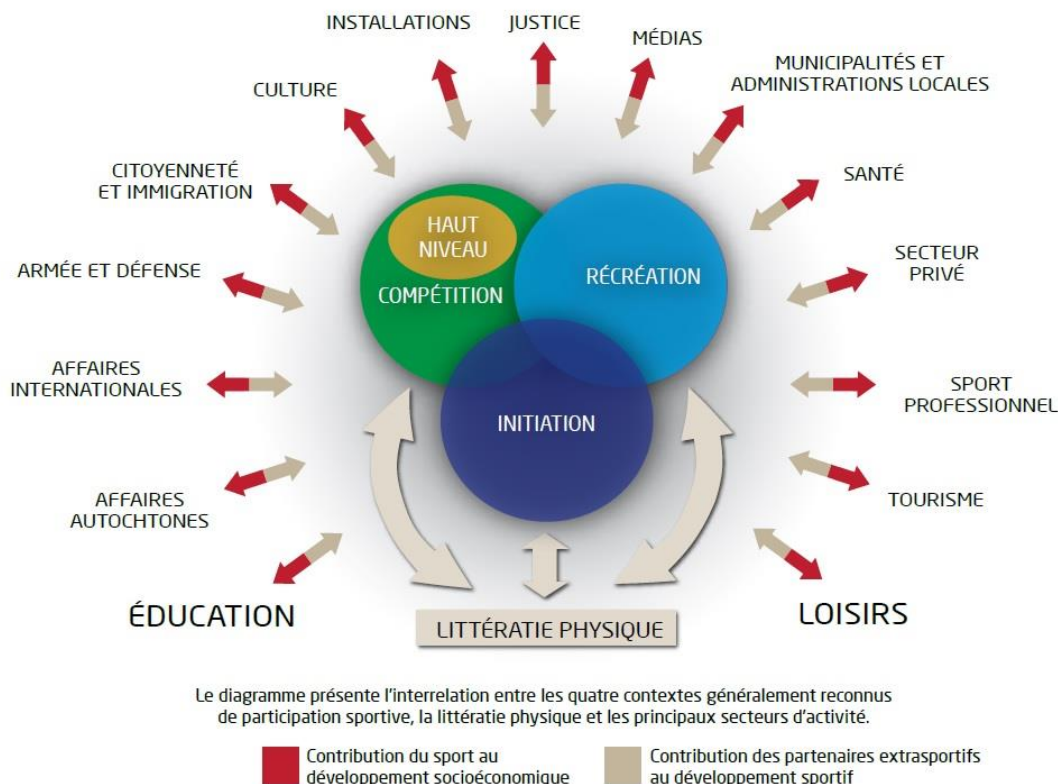 INSTALLATIONS
JUSTICE
MÉDIAS
MUNICIPALITÉS ET
ADMINISTRATIONS LOCALES
CULTURE
CITOYENNETÉ
ET IMMIGRATION
SANTÉ
HAUT
NIVEAU
COMPÉTITION
RÉCRÉATION
ARMÉE ET DÉFENSE
SECTEUR
PRIVÉ
AFFAIRES
INTERNATIONALES
INITIATION
SPORT
PROFESSIONNEL
AFFAIRES
AUTOCHTONES
TOURISME
ÉDUCATION
LITTÉRATIE PHYSIQUE
LOISIRS
Le diagramme présente l'interrelation entre les quatre contextes généralement reconnus
de participation sportive, la littératie physique et les principaux secteurs d'activité.
Contribution du sport au
développement socioéconomique
Contribution des partenaires extrasportifs
au développement sportif